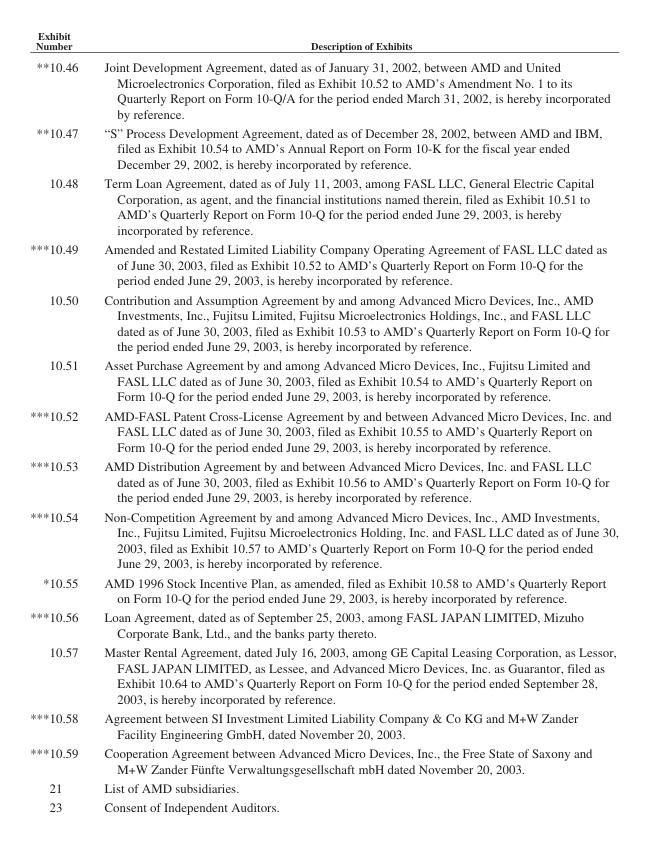 Exhibit
Number Description of Exhibits
**10.46 Joint Development Agreement, dated as of January 31, 2002, between AMD and United
Microelectronics Corporation, filed as Exhibit 10.52 to AMD’s Amendment No. 1 to its
Quarterly Report on Form 10-Q/A for the period ended March 31, 2002, is hereby incorporated
by reference.
**10.47 “S” Process Development Agreement, dated as of December 28, 2002, between AMD and IBM,
filed as Exhibit 10.54 to AMD’s Annual Report on Form 10-K for the fiscal year ended
December 29, 2002, is hereby incorporated by reference.
10.48 Term Loan Agreement, dated as of July 11, 2003, among FASL LLC, General Electric Capital
Corporation, as agent, and the financial institutions named therein, filed as Exhibit 10.51 to
AMD’s Quarterly Report on Form 10-Q for the period ended June 29, 2003, is hereby
incorporated by reference.
***10.49 Amended and Restated Limited Liability Company Operating Agreement of FASL LLC dated as
of June 30, 2003, filed as Exhibit 10.52 to AMD’s Quarterly Report on Form 10-Q for the
period ended June 29, 2003, is hereby incorporated by reference.
10.50 Contribution and Assumption Agreement by and among Advanced Micro Devices, Inc., AMD
Investments, Inc., Fujitsu Limited, Fujitsu Microelectronics Holdings, Inc., and FASL LLC
dated as of June 30, 2003, filed as Exhibit 10.53 to AMD’s Quarterly Report on Form 10-Q for
the period ended June 29, 2003, is hereby incorporated by reference.
10.51 Asset Purchase Agreement by and among Advanced Micro Devices, Inc., Fujitsu Limited and
FASL LLC dated as of June 30, 2003, filed as Exhibit 10.54 to AMD’s Quarterly Report on
Form 10-Q for the period ended June 29, 2003, is hereby incorporated by reference.
***10.52 AMD-FASL Patent Cross-License Agreement by and between Advanced Micro Devices, Inc. and
FASL LLC dated as of June 30, 2003, filed as Exhibit 10.55 to AMD’s Quarterly Report on
Form 10-Q for the period ended June 29, 2003, is hereby incorporated by reference.
***10.53 AMD Distribution Agreement by and between Advanced Micro Devices, Inc. and FASL LLC
dated as of June 30, 2003, filed as Exhibit 10.56 to AMD’s Quarterly Report on Form 10-Q for
the period ended June 29, 2003, is hereby incorporated by reference.
***10.54 Non-Competition Agreement by and among Advanced Micro Devices, Inc., AMD Investments,
Inc., Fujitsu Limited, Fujitsu Microelectronics Holding, Inc. and FASL LLC dated as of June 30,
2003, filed as Exhibit 10.57 to AMD’s Quarterly Report on Form 10-Q for the period ended
June 29, 2003, is hereby incorporated by reference.
*10.55 AMD 1996 Stock Incentive Plan, as amended, filed as Exhibit 10.58 to AMD’s Quarterly Report
on Form 10-Q for the period ended June 29, 2003, is hereby incorporated by reference.
***10.56 Loan Agreement, dated as of September 25, 2003, among FASL JAPAN LIMITED, Mizuho
Corporate Bank, Ltd., and the banks party thereto.
10.57 Master Rental Agreement, dated July 16, 2003, among GE Capital Leasing Corporation, as Lessor,
FASL JAPAN LIMITED, as Lessee, and Advanced Micro Devices, Inc. as Guarantor, filed as
Exhibit 10.64 to AMD’s Quarterly Report on Form 10-Q for the period ended September 28,
2003, is hereby incorporated by reference.
***10.58 Agreement between SI Investment Limited Liability Company & Co KG and M+W Zander
Facility Engineering GmbH, dated November 20, 2003.
***10.59 Cooperation Agreement between Advanced Micro Devices, Inc., the Free State of Saxony and
M+W Zander Fünfte Verwaltungsgesellschaft mbH dated November 20, 2003.
21 List of AMD subsidiaries.
23 Consent of Independent Auditors.